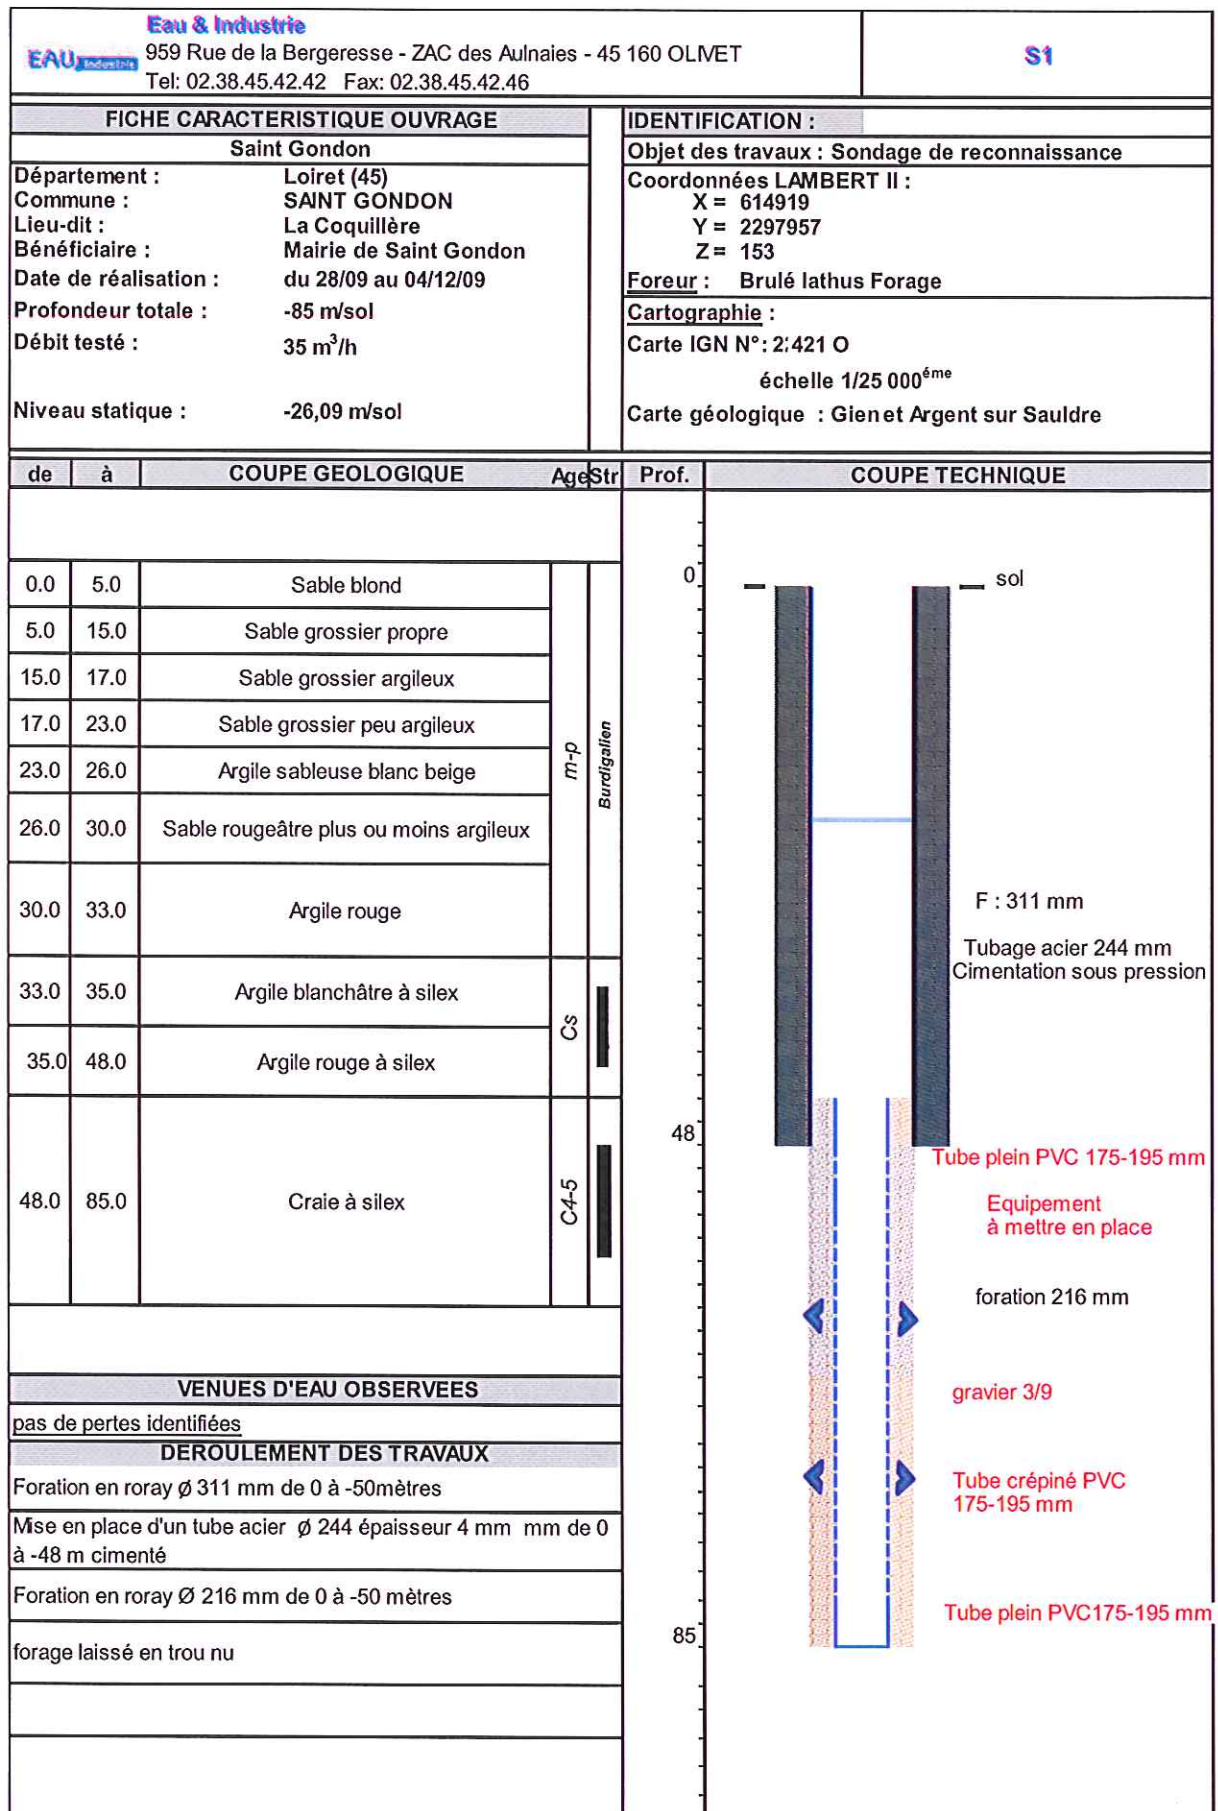 Eau & Industrie
EAU Industrie
959 Rue de la Bergeresse - ZAC des Aulnaies - 45 160 OLIVET
Tel: 02.38.45.42.42 Fax: 02.38.45.42.46
S1
FICHE CARACTERISTIQUE OUVRAGE
Saint Gondon
Département : Loiret (45)
Commune : SAINT GONDON
Lieu-dit : La Coquillère
Bénéficiaire : Mairie de Saint Gondon
Date de réalisation : du 28/09 au 04/12/09
Profondeur totale : -85 m/sol
Débit testé : 35 m³/h
Niveau statique : -26,09 m/sol
IDENTIFICATION :
Objet des travaux : Sondage de reconnaissance
Coordonnées LAMBERT II :
X = 614919
Y = 2297957
Z = 153
Foreur : Brulé lathus Forage
Cartographie :
Carte IGN N° : 2421 O
échelle 1/25 000éme
Carte géologique : Gien et Argent sur Sauldre
de à COUPE GEOLOGIQUE Age Str Prof. COUPE TECHNIQUE
0.0 5.0 Sable blond
5.0 15.0 Sable grossier propre
15.0 17.0 Sable grossier argileux
17.0 23.0 Sable grossier peu argileux
23.0 26.0 Argile sableuse blanc beige
26.0 30.0 Sable rougeâtre plus ou moins argileux
30.0 33.0 Argile rouge
m-p
Burdigalien
33.0 35.0 Argile blanchâtre à silex
35.0 48.0 Argile rouge à silex
Cs
48.0 85.0 Craie à silex
C4-5
VENUES D'EAU OBSERVEES
pas de pertes identifiées
DEROULEMENT DES TRAVAUX
Foration en roray ø 311 mm de 0 à -50mètres
Mise en place d'un tube acier ø 244 épaisseur 4 mm mm de 0
à -48 m cimenté
Foration en roray Ø 216 mm de 0 à -50 mètres
forage laissé en trou nu
0
sol
F : 311 mm
Tubage acier 244 mm
Cimentation sous pression
48
Tube plein PVC 175-195 mm
Equipement
à mettre en place
foration 216 mm
gravier 3/9
Tube crépiné PVC
175-195 mm
Tube plein PVC175-195 mm
85